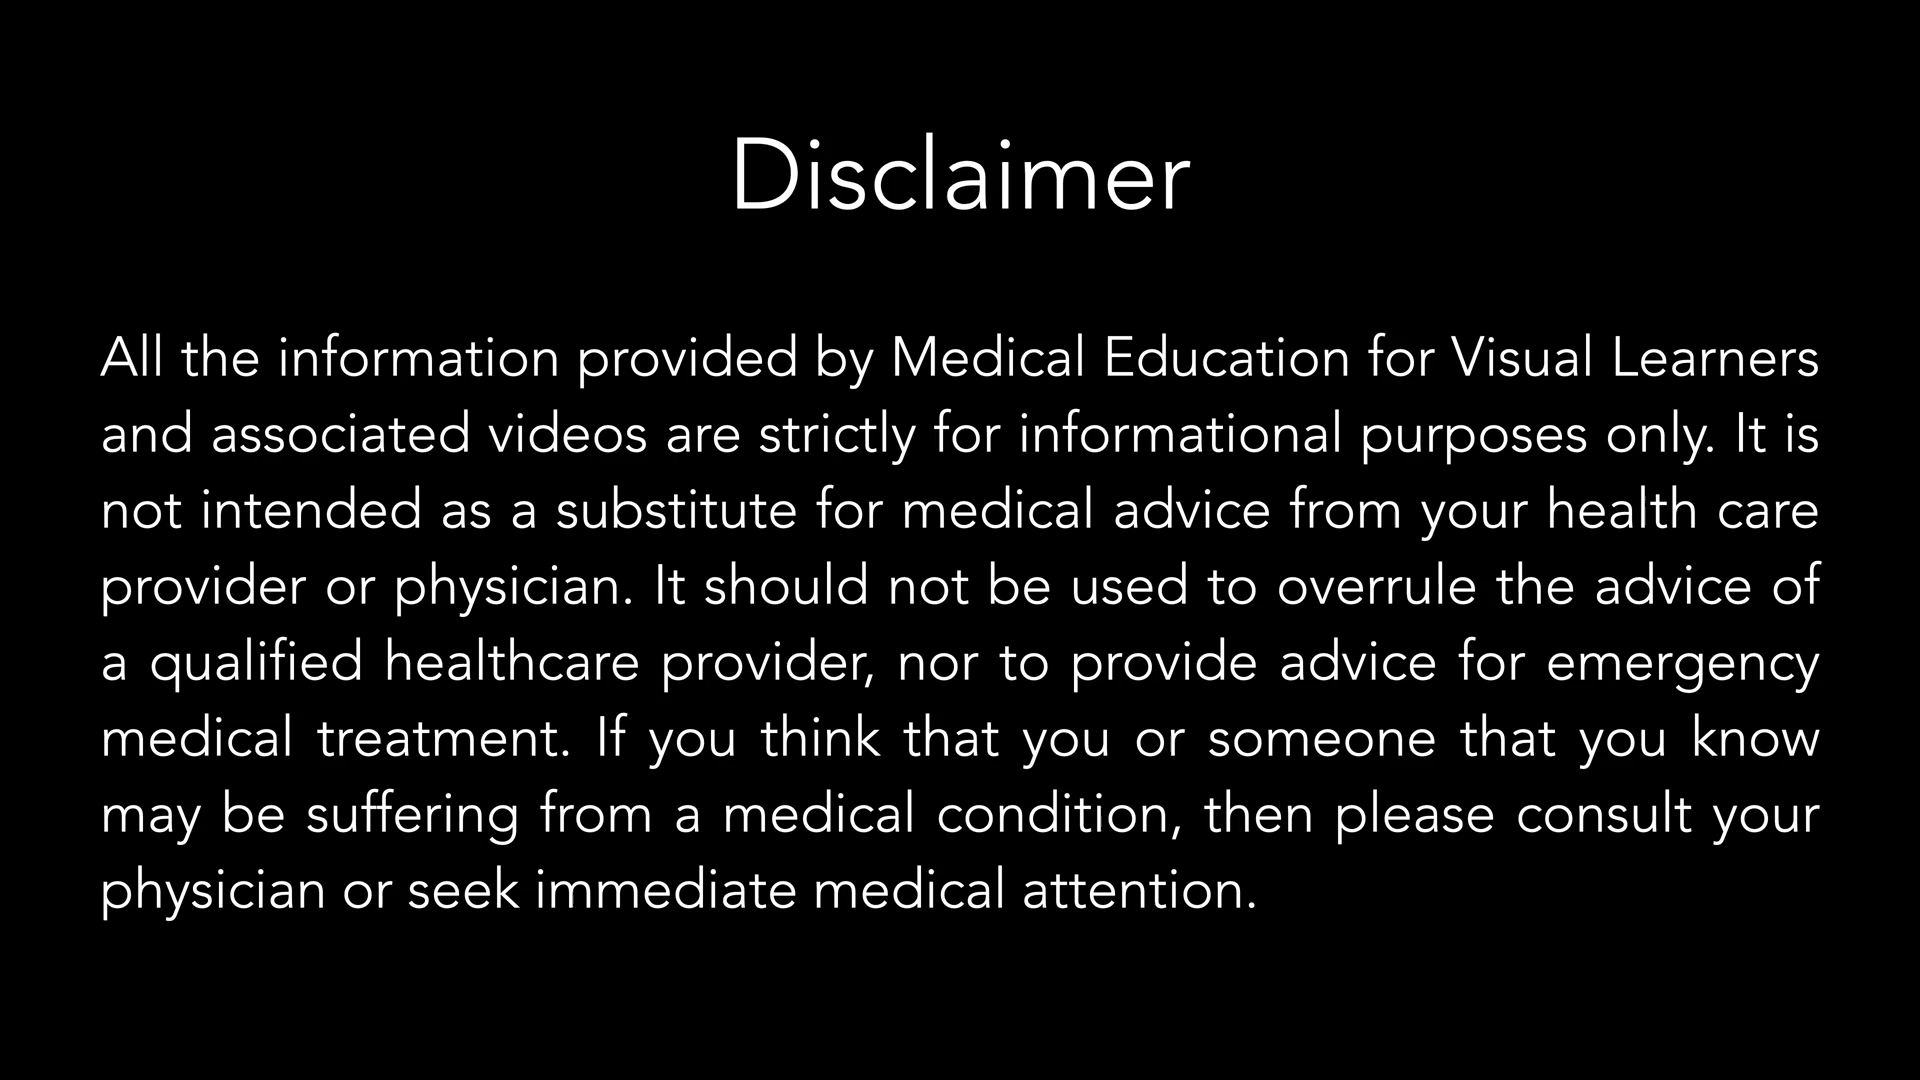 Disclaimer
All the information provided by Medical Education for Visual Learners
and associated videos are strictly for informational purposes only. It is
not intended as a substitute for medical advice from your health care
provider or physician. It should not be used to overrule the advice of
a qualified healthcare provider, nor to provide advice for emergency
medical treatment. If you think that you or someone that you know
may be suffering from a medical condition, then please consult your
physician or seek immediate medical attention.